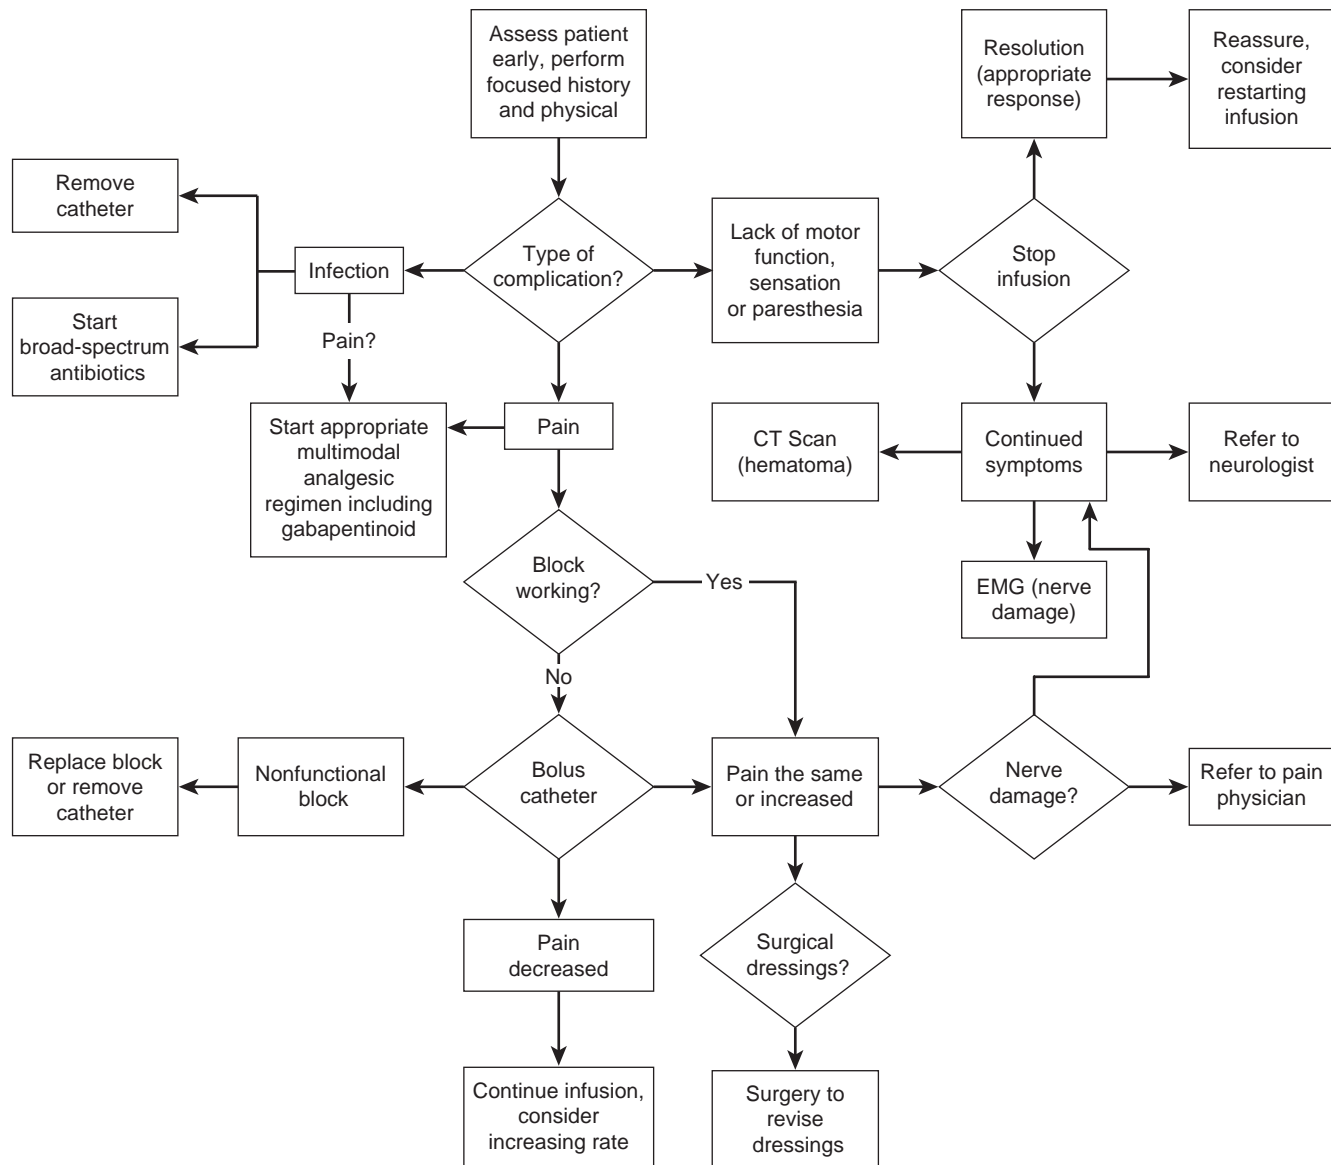 Assess patient
early, perform
focused history
and physical
Resolution
(appropriate
response)
Reassure,
consider
restarting
infusion
Remove
catheter
Infection
Type of
complication?
Lack of motor
function,
sensation
or paresthesia
Stop
infusion
Start
broad-spectrum
antibiotics
Pain?
Start appropriate
multimodal
analgesic
regimen including
gabapentinoid
Pain
CT Scan
(hematoma)
Continued
symptoms
Refer to
neurologist
Block
working?
Yes
EMG (nerve
damage)
No
Replace block
or remove
catheter
Nonfunctional
block
Bolus
catheter
Pain the same
or increased
Nerve
damage?
Refer to pain
physician
Pain
decreased
Surgical
dressings?
Continue infusion,
consider
increasing rate
Surgery to
revise
dressings